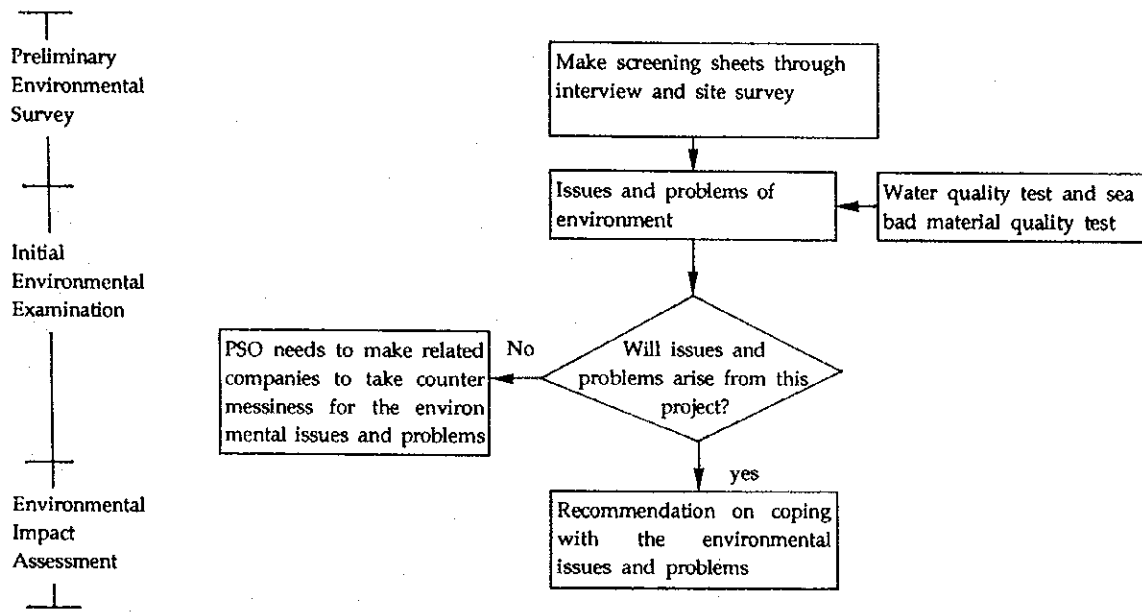 Preliminary
Environmental
Survey
Make screening sheets through
interview and site survey
Issues and problems of
environment
Water quality test and sea
bad material quality test
Initial
Environmental
Examination
PSO needs to make related
companies to take counter
messiness for the environ
mental issues and problems
No
Will issues and
problems arise from this
project?
yes
Environmental
Impact
Assessment
Recommendation on coping
with the environmental
issues and problems